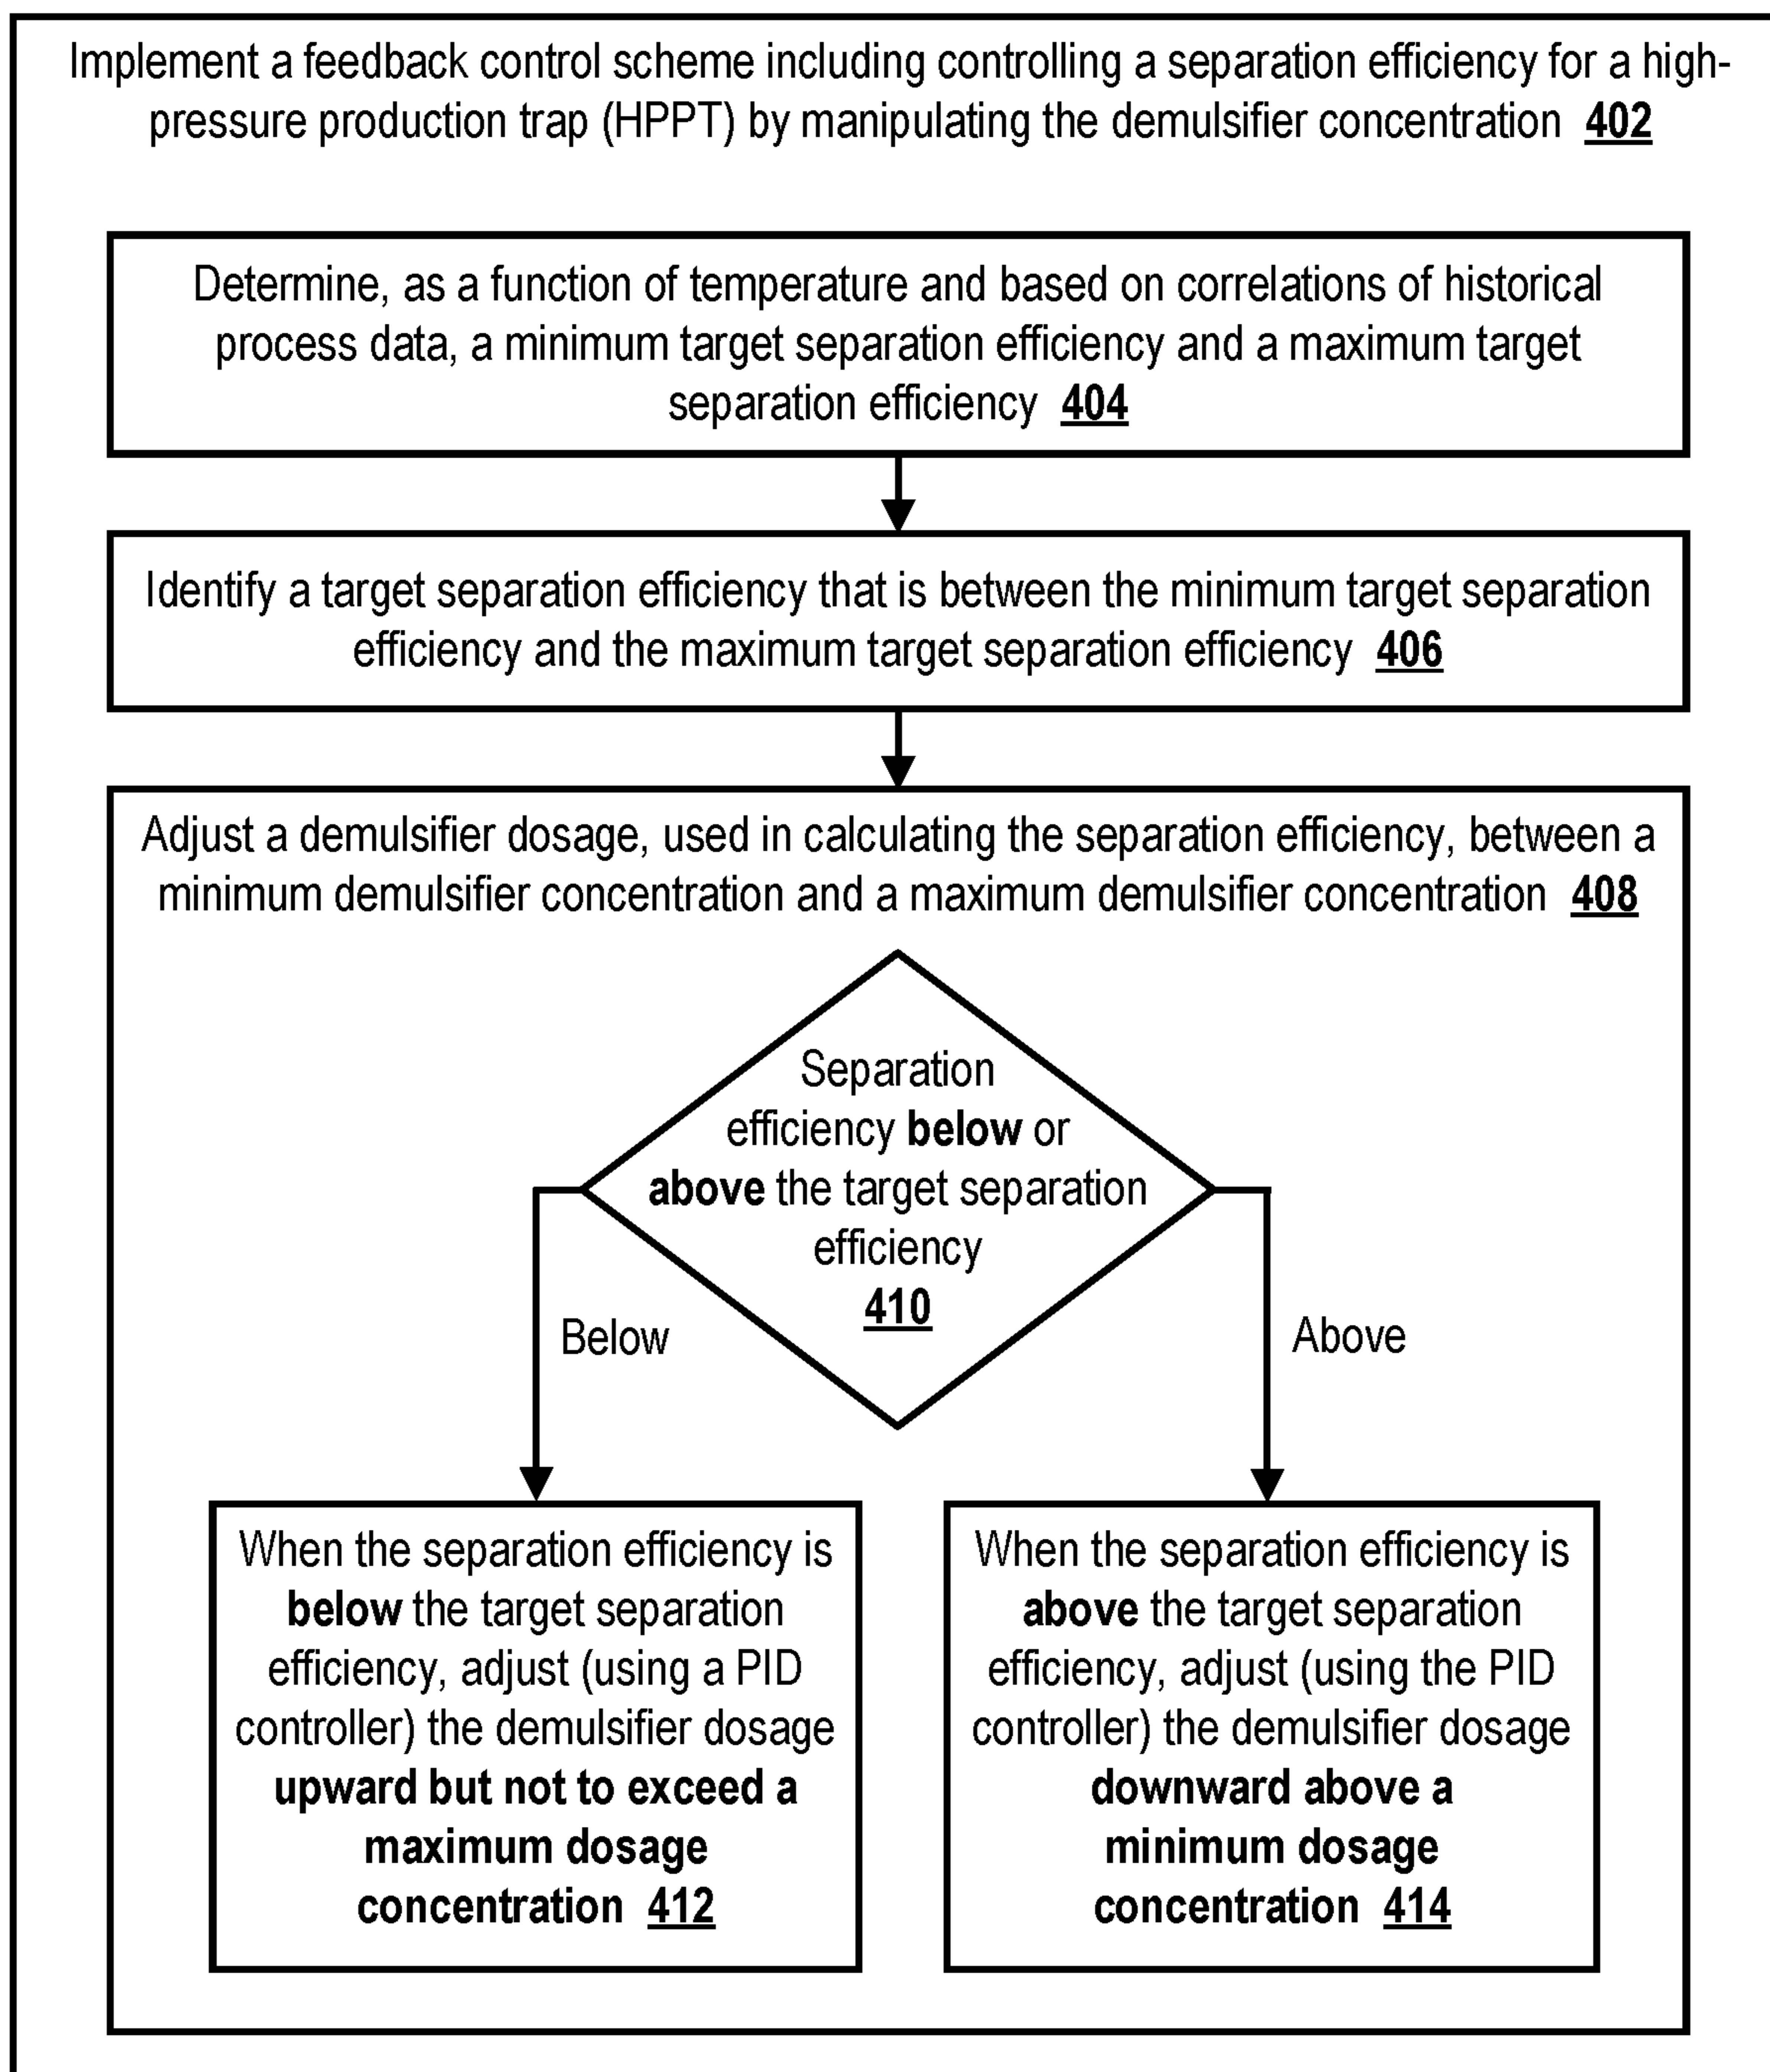 Implement a feedback control scheme including controlling a separation efficiency for a high-
pressure production trap (HPPT) by manipulating the demulsifier concentration 402
Determine, as a function of temperature and based on correlations of historical
process data, a minimum target separation efficiency and a maximum target
separation efficiency 404
Identify a target separation efficiency that is between the minimum target separation
efficiency and the maximum target separation efficiency 406
Adjust a demulsifier dosage, used in calculating the separation efficiency, between a
minimum demulsifier concentration and a maximum demulsifier concentration 408
Separation
efficiency below or
above the target separation
efficiency
410
Below
Above
When the separation efficiency is
below the target separation
efficiency, adjust (using a PID
controller) the demulsifier dosage
upward but not to exceed a
maximum dosage
concentration 412
When the separation efficiency is
above the target separation
efficiency, adjust (using the PID
controller) the demulsifier dosage
downward above a
minimum dosage
concentration 414